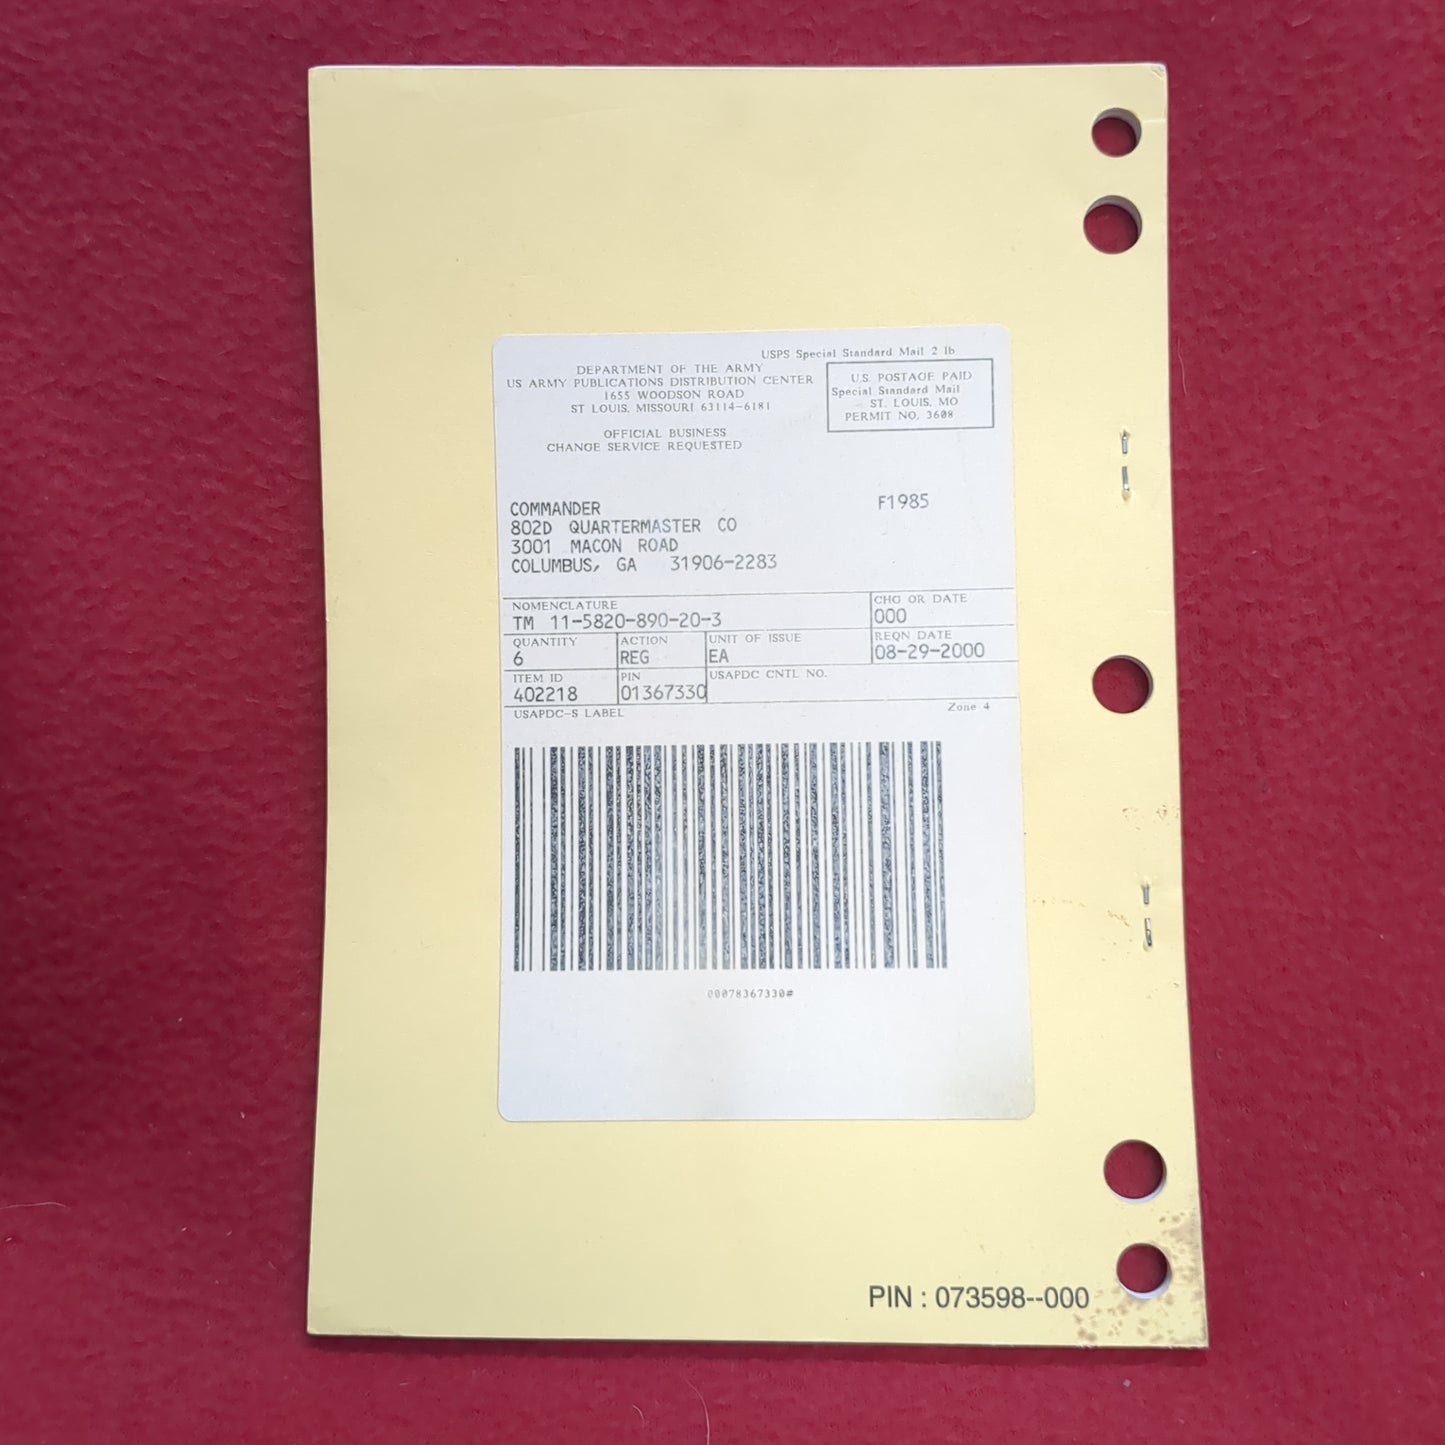 USPS Special Standard Mail 2 lb
DEPARTMENT OF THE ARMY
US ARMY PUBLICATIONS DISTRIBUTION CENTER
1655 WOODSON ROAD
ST LOUIS, MISSOURI 63114-6181
U.S. POSTAGE PAID
Special Standard Mail
ST. LOUIS, MO
PERMIT NO. 3608
OFFICIAL BUSINESS
CHANGE SERVICE REQUESTED
COMMANDER F1985
802D QUARTERMASTER CO
3001 MACON ROAD
COLUMBUS, GA 31906-2283
NOMENCLATURE CHG OR DATE
TM 11-5820-890-20-3 000
QUANTITY ACTION UNIT OF ISSUE REQN DATE
6 REG EA 08-29-2000
ITEM ID PIN USAPDC CNTL NO.
402218 01367330
USAPDC-S LABEL Zone 4
00078367330#
PIN : 073598--000